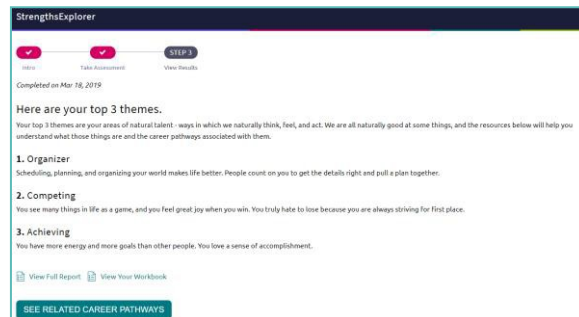 StrengthsExplorer
STEP 3
Intro
Take Assessment
View Results
Completed on Mar 18, 2019
Here are your top 3 themes.
Your top 3 themes are your areas of natural talent - ways in which we naturally think, feel, and act. We are all naturally good at some things, and the resources below will help you
understand what those things are and the career pathways associated with them.
1. Organizer
Scheduling, planning, and organizing your world makes life better. People count on you to get the details right and pull a plan together.
2. Competing
You see many things in life as a game, and you feel great joy when you win. You truly hate to lose because you are always striving for first place.
3. Achieving
You have more energy and more goals than other people. You love a sense of accomplishment.
View Full Report View Your Workbook
SEE RELATED CAREER PATHWAYS